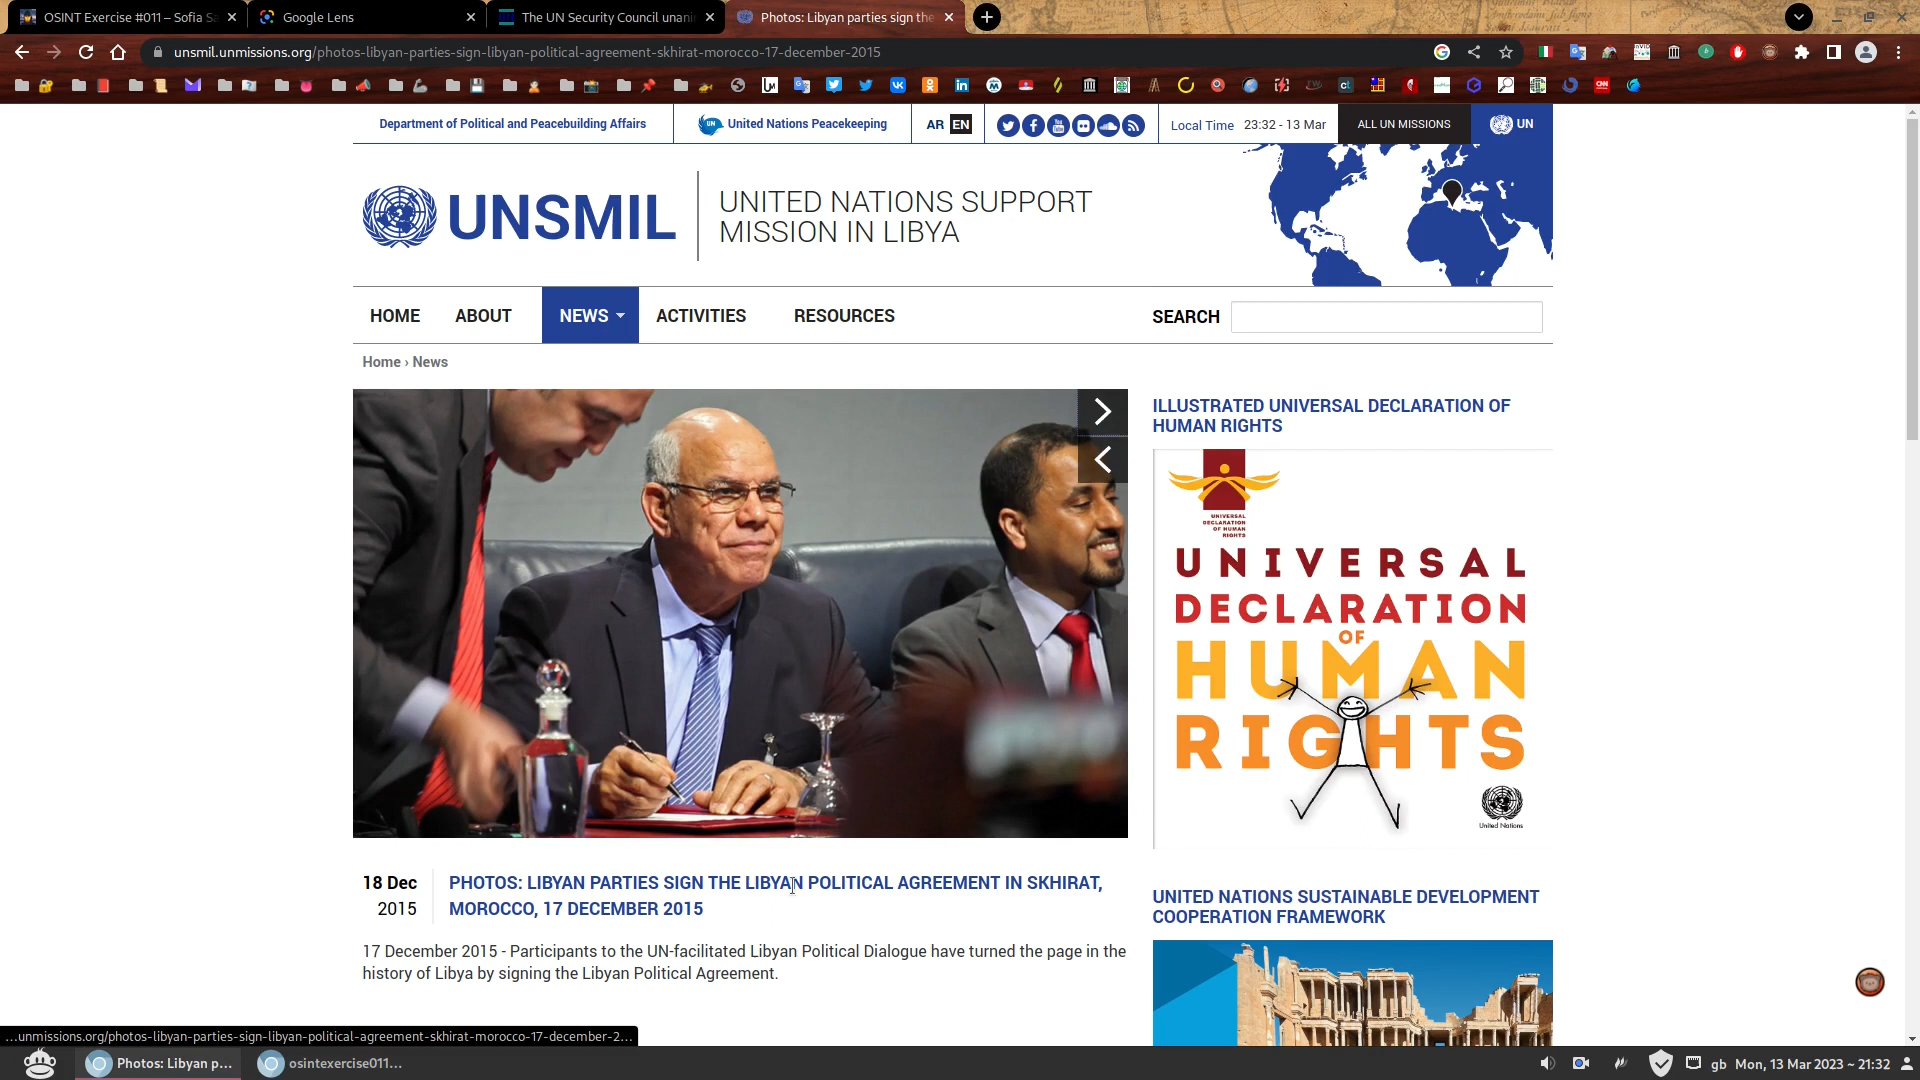 OSINT Exercise #011 – Sofia Sa
Google Lens
The UN Security Council unani
Photos: Libyan parties sign the
unsmil.unmissions.org/photos-libyan-parties-sign-libyan-political-agreement-skhirat-morocco-17-december-2015
Department of Political and Peacebuilding Affairs
United Nations Peacekeeping
AR EN
Local Time 23:32 - 13 Mar
ALL UN MISSIONS
UN
UNSMIL
UNITED NATIONS SUPPORT
MISSION IN LIBYA
HOME ABOUT NEWS ACTIVITIES RESOURCES
SEARCH
Home › News
ILLUSTRATED UNIVERSAL DECLARATION OF
HUMAN RIGHTS
UNIVERSAL
DECLARATION
OF HUMAN
RIGHTS
UNIVERSAL
DECLARATION
OF
HUMAN
RIGHTS
United Nations
18 Dec
2015
PHOTOS: LIBYAN PARTIES SIGN THE LIBYAN POLITICAL AGREEMENT IN SKHIRAT,
MOROCCO, 17 DECEMBER 2015
17 December 2015 - Participants to the UN-facilitated Libyan Political Dialogue have turned the page in the
history of Libya by signing the Libyan Political Agreement.
UNITED NATIONS SUSTAINABLE DEVELOPMENT
COOPERATION FRAMEWORK
...unmissions.org/photos-libyan-parties-sign-libyan-political-agreement-skhirat-morocco-17-december-2...
Photos: Libyan p...
osintexercise011...
gb Mon, 13 Mar 2023 ~ 21:32